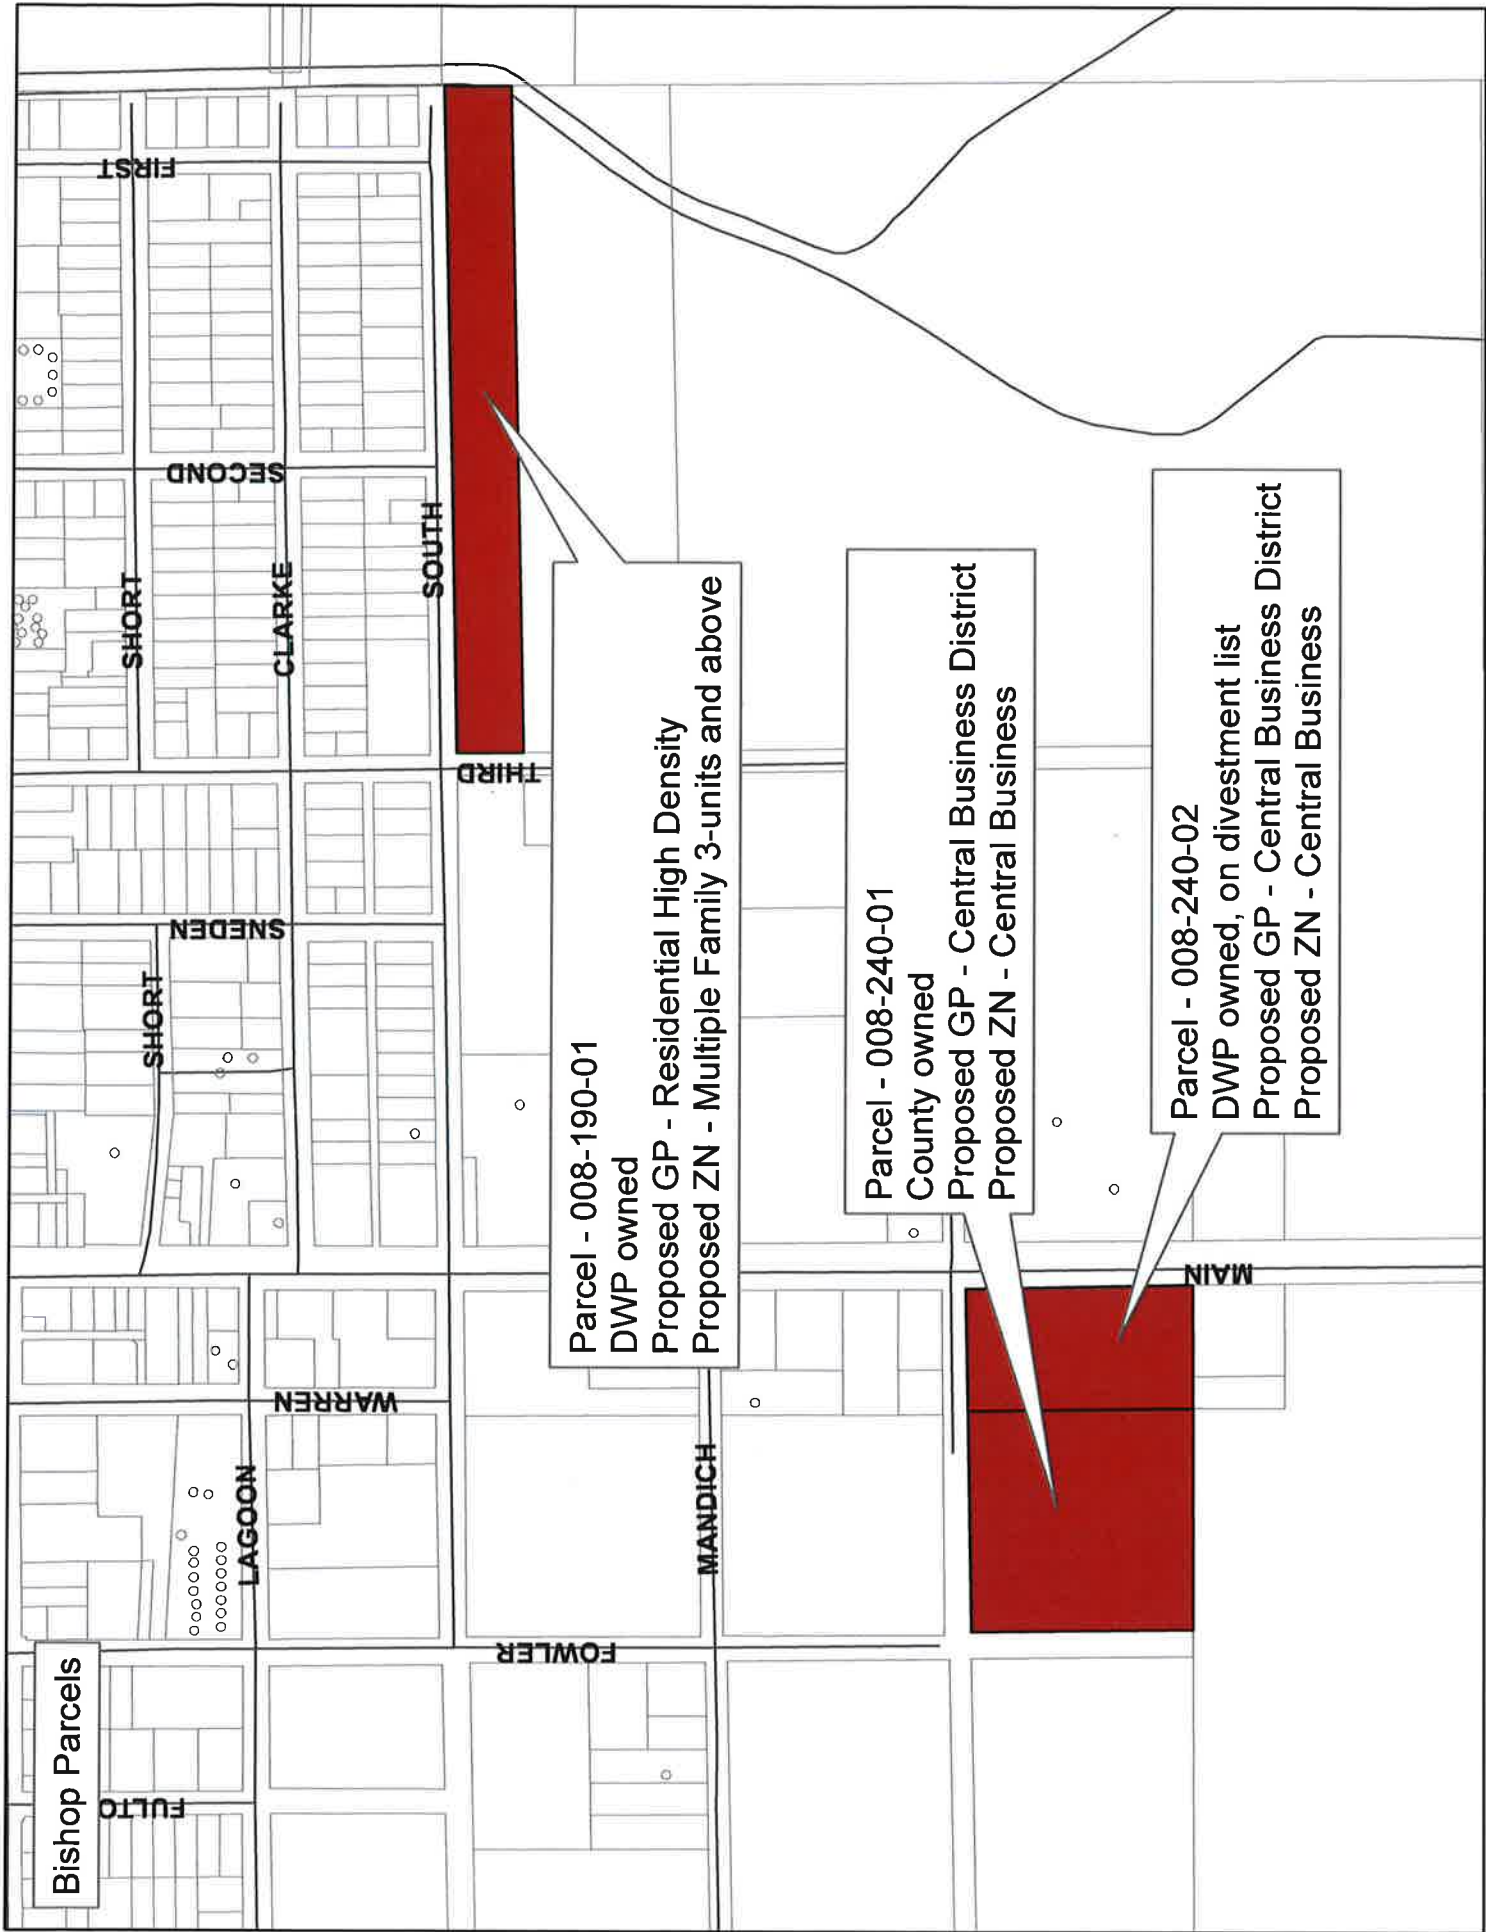 Bishop Parcels
FIRST
SHORT
SECOND
CLARKE
SOUTH
THIRD
SNEDEN
SHORT
WARREN
LAGOON
MANDICH
FOWLER
FULTO
MAIN
Parcel - 008-190-01
DWP owned
Proposed GP - Residential High Density
Proposed ZN - Multiple Family 3-units and above
Parcel - 008-240-01
County owned
Proposed GP - Central Business District
Proposed ZN - Central Business
Parcel - 008-240-02
DWP owned, on divestment list
Proposed GP - Central Business District
Proposed ZN - Central Business